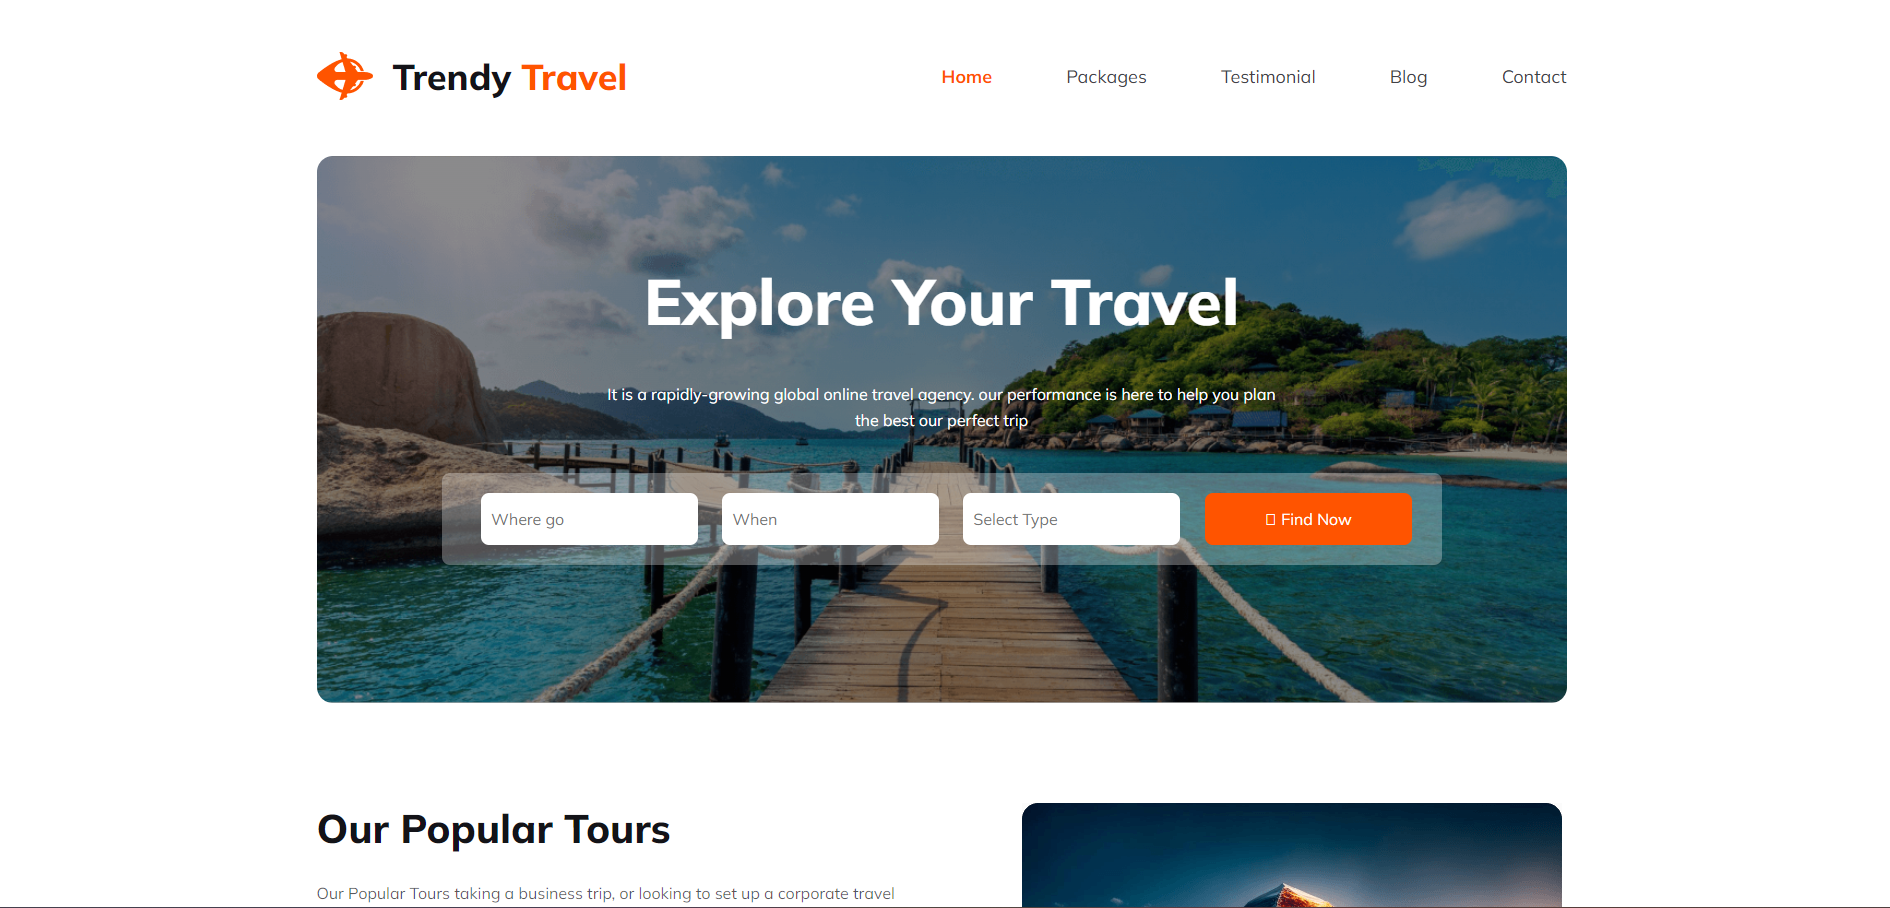 Trendy Travel
Home
Packages
Testimonial
Blog
Contact
Explore Your Travel
It is a rapidly-growing global online travel agency. our performance is here to help you plan
the best our perfect trip
Where go
When
Select Type
Find Now
Our Popular Tours
Our Popular Tours taking a business trip, or looking to set up a corporate travel